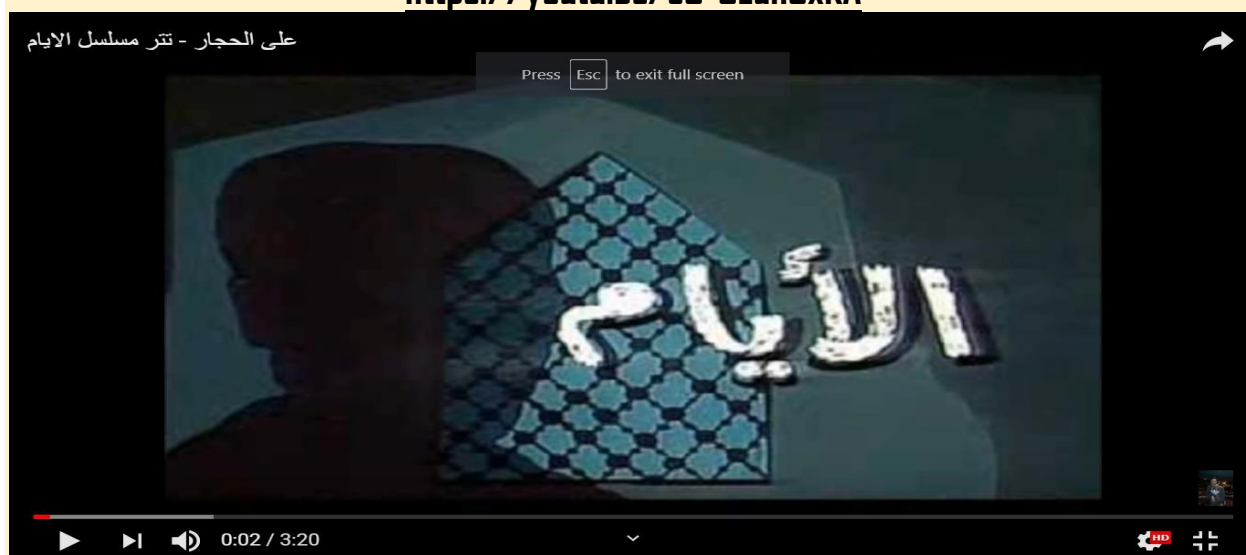 على الحجار - تتر مسلسل الايام
Press Esc to exit full screen
الأيام
0:02 / 3:20
HD